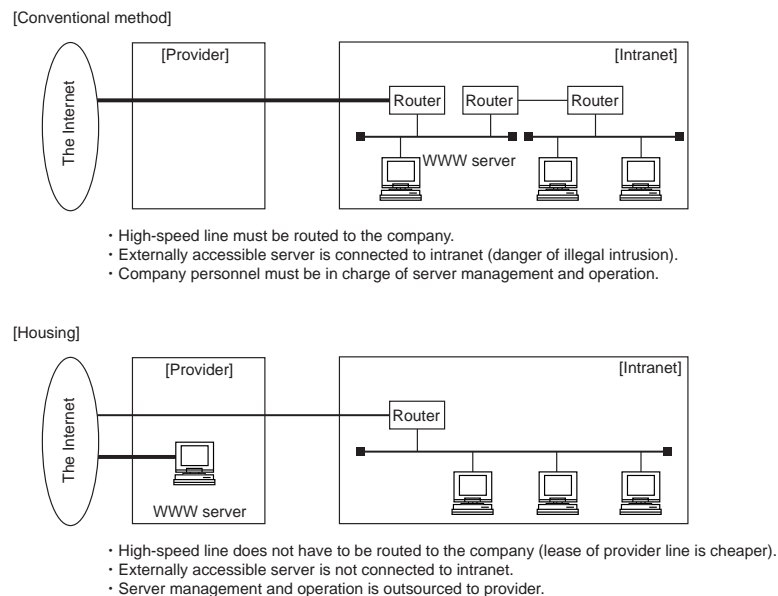 [Conventional method]
[Provider]
[Intranet]
The Internet
Router
Router
Router
WWW server
・High-speed line must be routed to the company.
・Externally accessible server is connected to intranet (danger of illegal intrusion).
・Company personnel must be in charge of server management and operation.
[Housing]
[Provider]
[Intranet]
The Internet
Router
WWW server
・High-speed line does not have to be routed to the company (lease of provider line is cheaper).
・Externally accessible server is not connected to intranet.
・Server management and operation is outsourced to provider.